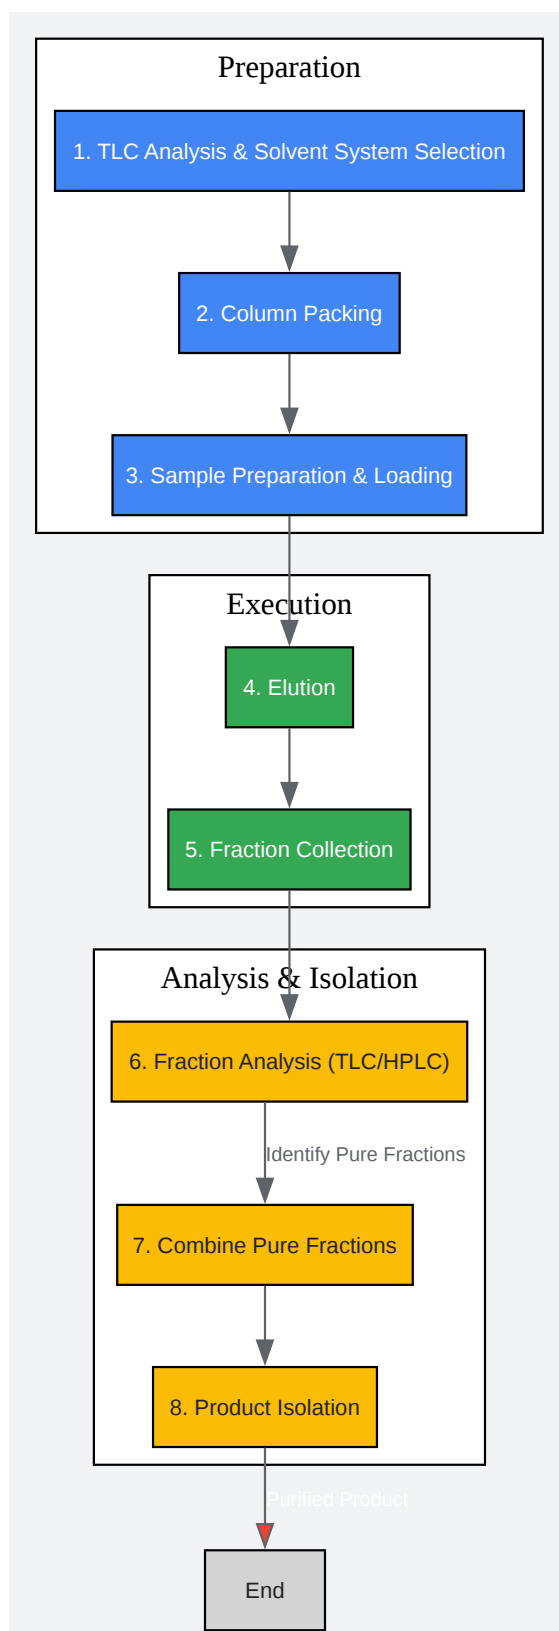 Preparation
1. TLC Analysis & Solvent System Selection
2. Column Packing
3. Sample Preparation & Loading
Execution
4. Elution
5. Fraction Collection
Analysis & Isolation
6. Fraction Analysis (TLC/HPLC)
Identify Pure Fractions
7. Combine Pure Fractions
8. Product Isolation
Purified Product
End